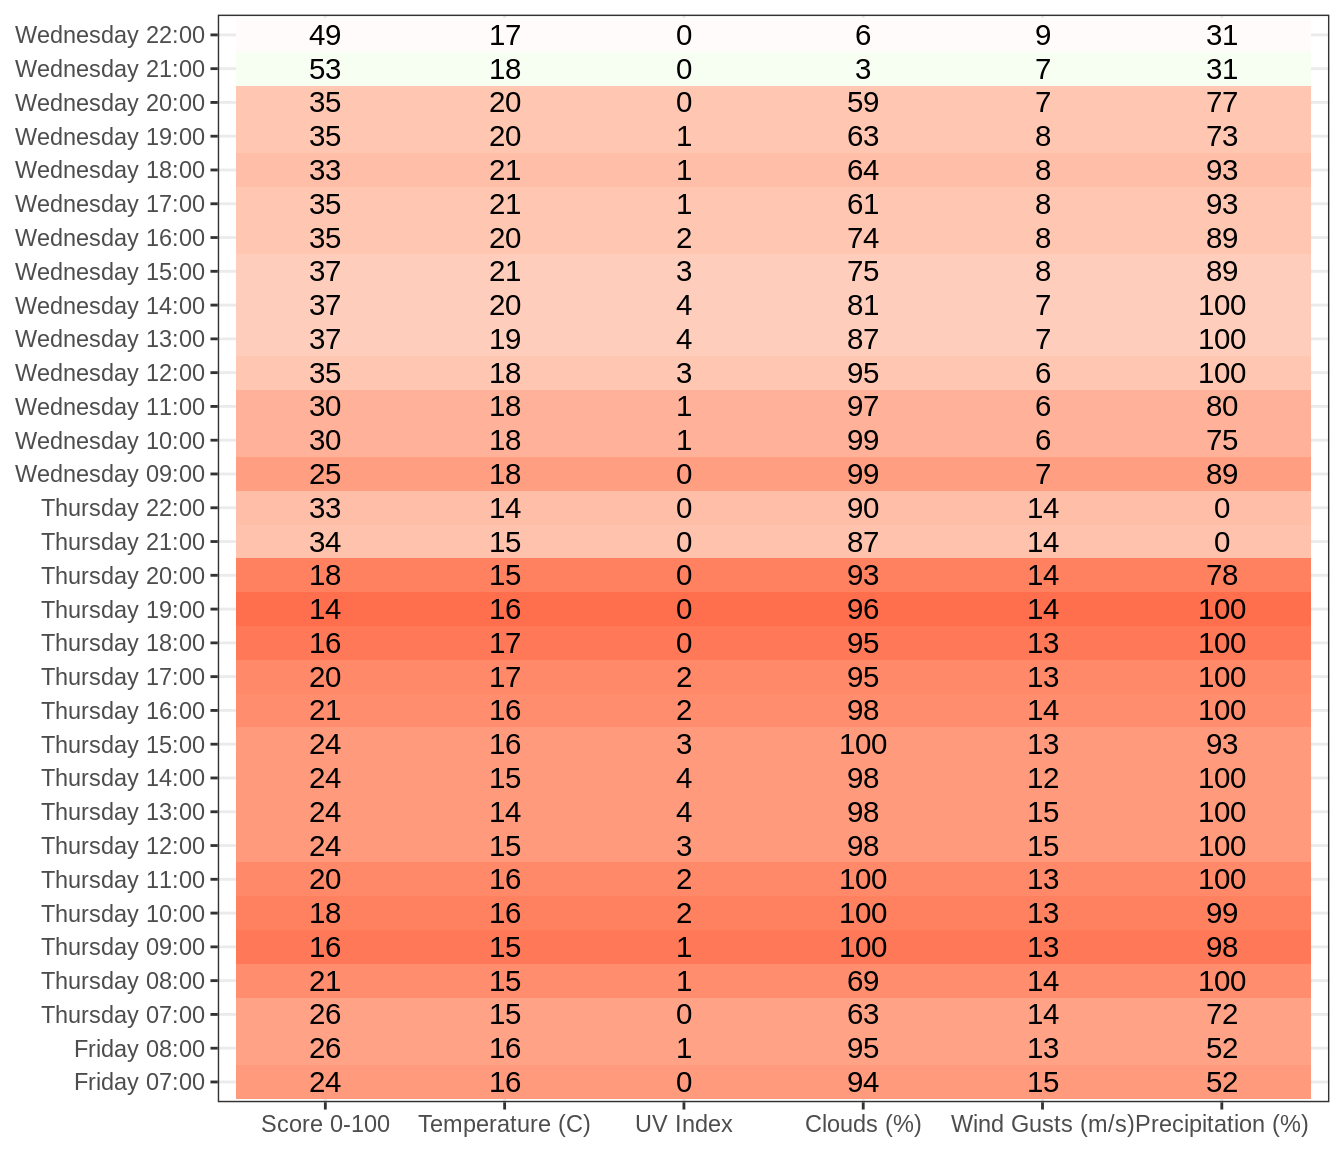 Wednesday 22:00 49 17 0 6 9 31
Wednesday 21:00 53 18 0 3 7 31
Wednesday 20:00 35 20 0 59 7 77
Wednesday 19:00 35 20 1 63 8 73
Wednesday 18:00 33 21 1 64 8 93
Wednesday 17:00 35 21 1 61 8 93
Wednesday 16:00 35 20 2 74 8 89
Wednesday 15:00 37 21 3 75 8 89
Wednesday 14:00 37 20 4 81 7 100
Wednesday 13:00 37 19 4 87 7 100
Wednesday 12:00 35 18 3 95 6 100
Wednesday 11:00 30 18 1 97 6 80
Wednesday 10:00 30 18 1 99 6 75
Wednesday 09:00 25 18 0 99 7 89
Thursday 22:00 33 14 0 90 14 0
Thursday 21:00 34 15 0 87 14 0
Thursday 20:00 18 15 0 93 14 78
Thursday 19:00 14 16 0 96 14 100
Thursday 18:00 16 17 0 95 13 100
Thursday 17:00 20 17 2 95 13 100
Thursday 16:00 21 16 2 98 14 100
Thursday 15:00 24 16 3 100 13 93
Thursday 14:00 24 15 4 98 12 100
Thursday 13:00 24 14 4 98 15 100
Thursday 12:00 24 15 3 98 15 100
Thursday 11:00 20 16 2 100 13 100
Thursday 10:00 18 16 2 100 13 99
Thursday 09:00 16 15 1 100 13 98
Thursday 08:00 21 15 1 69 14 100
Thursday 07:00 26 15 0 63 14 72
Friday 08:00 26 16 1 95 13 52
Friday 07:00 24 16 0 94 15 52
Score 0-100 Temperature (C) UV Index Clouds (%) Wind Gusts (m/s) Precipitation (%)